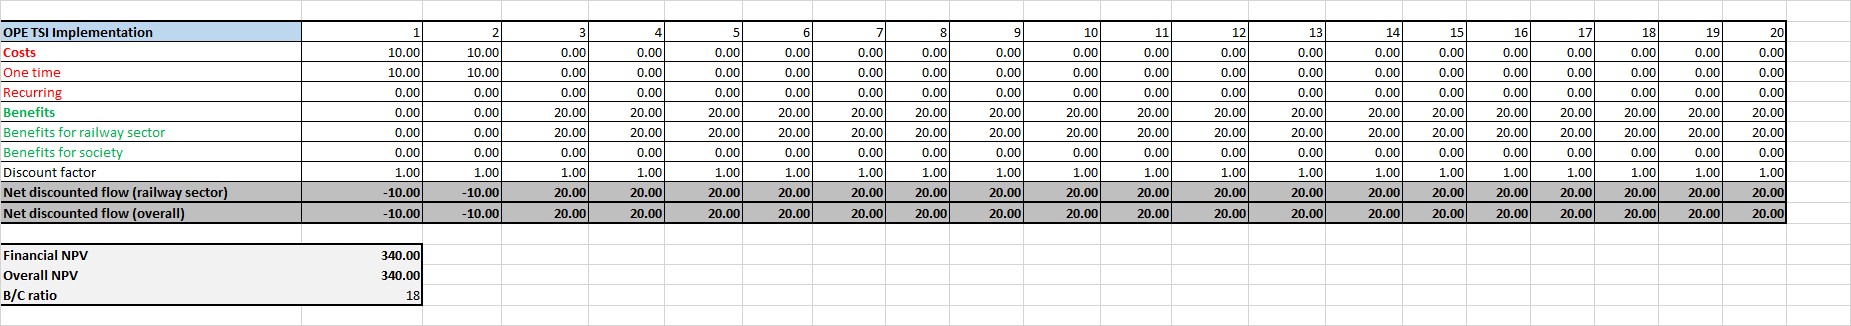 OPE TSI Implementation 1 2 3 4 5 6 7 8 9 10 11 12 13 14 15 16 17 18 19 20
Costs 10.00 10.00 0.00 0.00 0.00 0.00 0.00 0.00 0.00 0.00 0.00 0.00 0.00 0.00 0.00 0.00 0.00 0.00 0.00 0.00
One time 10.00 10.00 0.00 0.00 0.00 0.00 0.00 0.00 0.00 0.00 0.00 0.00 0.00 0.00 0.00 0.00 0.00 0.00 0.00 0.00
Recurring 0.00 0.00 0.00 0.00 0.00 0.00 0.00 0.00 0.00 0.00 0.00 0.00 0.00 0.00 0.00 0.00 0.00 0.00 0.00 0.00
Benefits 0.00 0.00 20.00 20.00 20.00 20.00 20.00 20.00 20.00 20.00 20.00 20.00 20.00 20.00 20.00 20.00 20.00 20.00 20.00 20.00
Benefits for railway sector 0.00 0.00 20.00 20.00 20.00 20.00 20.00 20.00 20.00 20.00 20.00 20.00 20.00 20.00 20.00 20.00 20.00 20.00 20.00 20.00
Benefits for society 0.00 0.00 0.00 0.00 0.00 0.00 0.00 0.00 0.00 0.00 0.00 0.00 0.00 0.00 0.00 0.00 0.00 0.00 0.00 0.00
Discount factor 1.00 1.00 1.00 1.00 1.00 1.00 1.00 1.00 1.00 1.00 1.00 1.00 1.00 1.00 1.00 1.00 1.00 1.00 1.00 1.00
Net discounted flow (railway sector) -10.00 -10.00 20.00 20.00 20.00 20.00 20.00 20.00 20.00 20.00 20.00 20.00 20.00 20.00 20.00 20.00 20.00 20.00 20.00 20.00
Net discounted flow (overall) -10.00 -10.00 20.00 20.00 20.00 20.00 20.00 20.00 20.00 20.00 20.00 20.00 20.00 20.00 20.00 20.00 20.00 20.00 20.00 20.00
Financial NPV 340.00
Overall NPV 340.00
B/C ratio 18